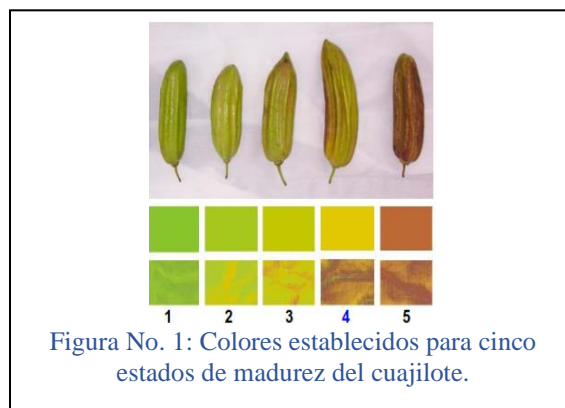 1 2 3 4 5
Figura No. 1: Colores establecidos para cinco
estados de madurez del cuajilote.